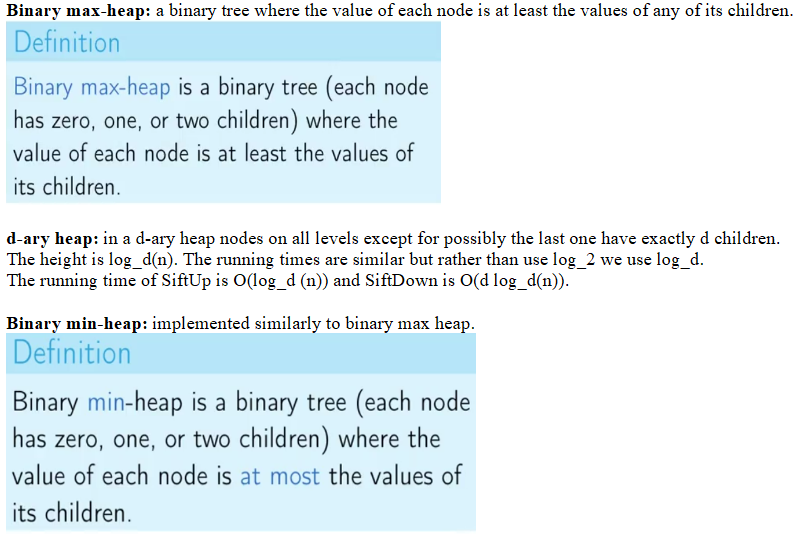 Binary max-heap: a binary tree where the value of each node is at least the values of any of its children.
Definition
Binary max-heap is a binary tree (each node
has zero, one, or two children) where the
value of each node is at least the values of
its children.
d-ary heap: in a d-ary heap nodes on all levels except for possibly the last one have exactly d children.
The height is log_d(n). The running times are similar but rather than use log_2 we use log_d.
The running time of SiftUp is O(log_d (n)) and SiftDown is O(d log_d(n)).
Binary min-heap: implemented similarly to binary max heap.
Definition
Binary min-heap is a binary tree (each node
has zero, one, or two children) where the
value of each node is at most the values of
its children.